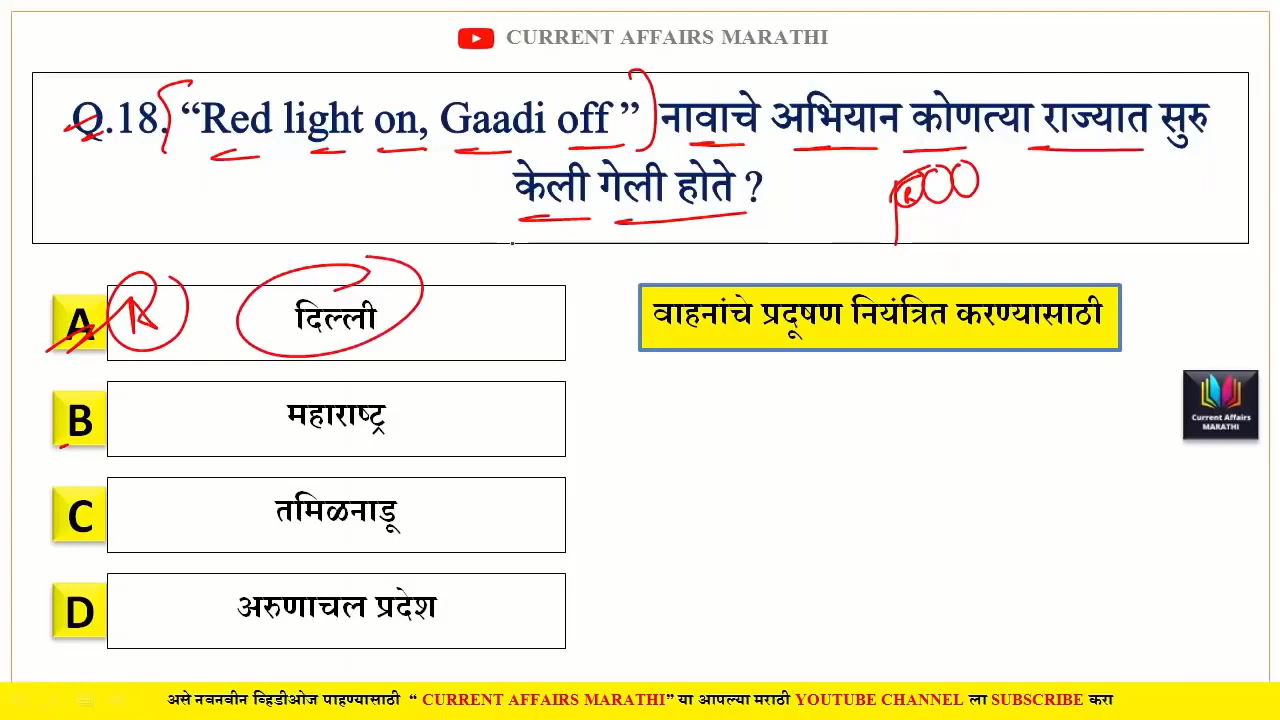 CURRENT AFFAIRS MARATHI
Q.18. “Red light on, Gaadi off ” नावाचे अभियान कोणत्या राज्यात सुरु
केली गेली होते ?
A दिल्ली
वाहनांचे प्रदूषण नियंत्रित करण्यासाठी
B महाराष्ट्र
C तमिळनाडू
D अरुणाचल प्रदेश
Current Affairs
MARATHI
असे नवनवीन व्हिडीओज पाहण्यासाठी “ CURRENT AFFAIRS MARATHI” या आपल्या मराठी YOUTUBE CHANNEL ला SUBSCRIBE करा